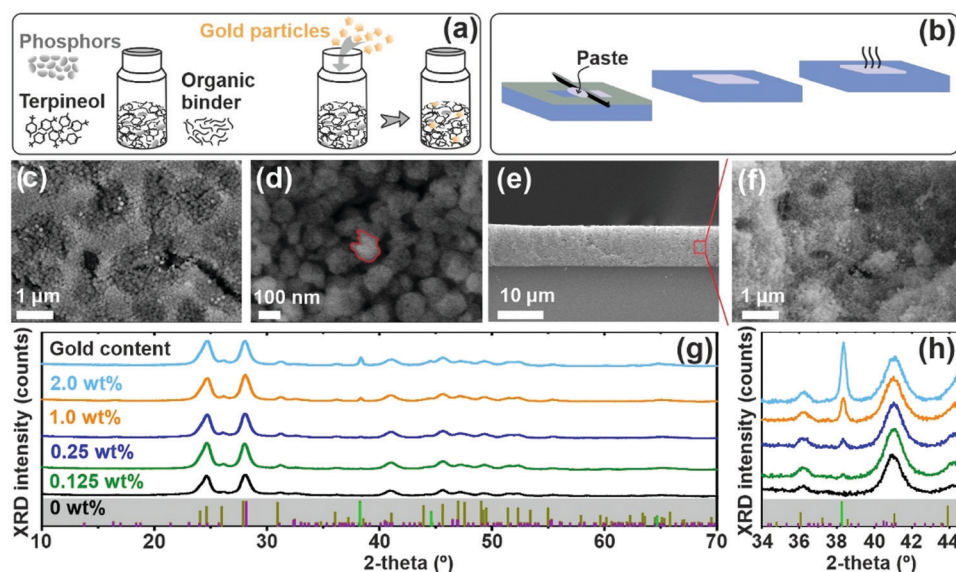 (a)
Phosphors
Gold particles
Terpineol
Organic
binder
(b)
Paste
(c)
1 µm
(d)
100 nm
(e)
10 µm
(f)
1 µm
XRD intensity (counts)
Gold content
(g)
2.0 wt%
1.0 wt%
0.25 wt%
0.125 wt%
0 wt%
10 20 30 40 50 60 70
2-theta (º)
XRD intensity (counts)
(h)
34 36 38 40 42 44
2-theta (º)